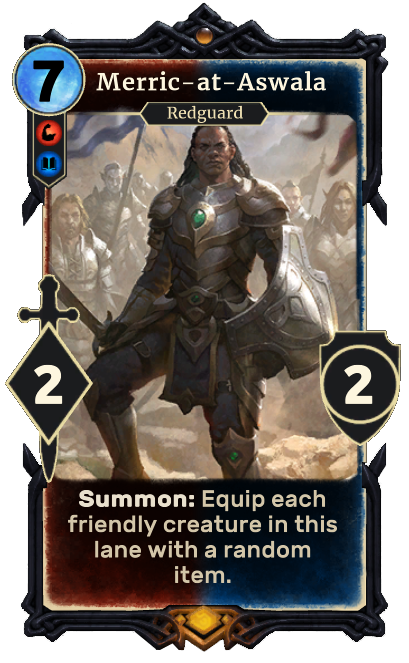 7
Merric-at-Aswala
Redguard
2
2
Summon: Equip each
friendly creature in this
lane with a random
item.